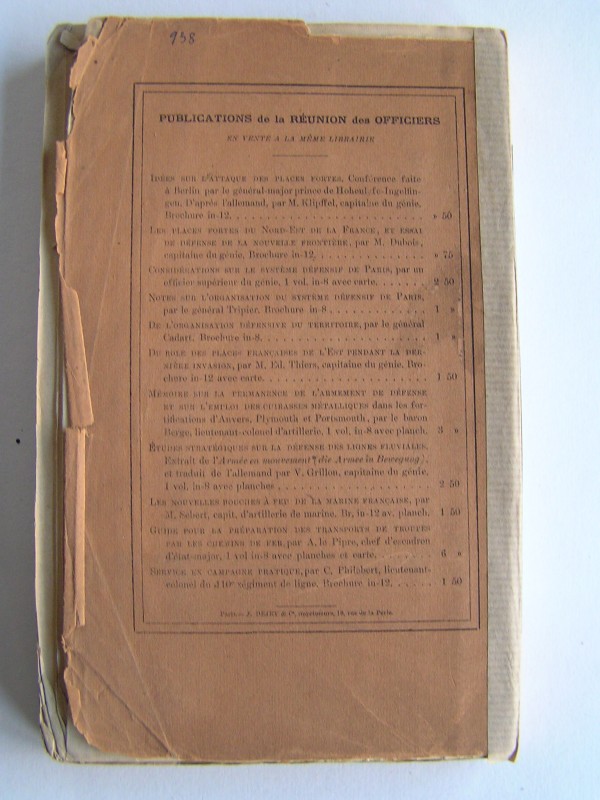 958
PUBLICATIONS de la RÉUNION des OFFICIERS
EN VENTE A LA MÊME LIBRAIRIE
IDÉES SUR L'ATTAQUE DES PLACES FORTES. Conférence faite
à Berlin par le général-major prince de
gen. D'après l'allemand, par M. Klipffel, capitaine du génie.
Brochure in-12. . . . . . . . . . . . . . . . . . » 50
LES PLACES FORTES DU NORD-EST DE LA FRANCE, ET ESSAI
DE DÉFENSE DE LA NOUVELLE FRONTIÈRE, par M. Dubois,
capitaine du génie. Brochure in-12. . . . . . . . . . » 75
CONSIDÉRATIONS SUR LE SYSTÈME DÉFENSIF DE PARIS, par un
officier supérieur du génie, 1 vol. in-8 avec carte. . . . . 2 50
NOTES SUR L'ORGANISATION DU SYSTÈME DÉFENSIF DE PARIS,
par le général Tripier. Brochure in-8 . . . . . . . . 1 »
DE L'ORGANISATION DÉFENSIVE DU TERRITOIRE, par le général
Cadart. Brochure in-8. . . . . . . . . . . . . . 1 »
DU ROLE DES PLACES FRANÇAISES DE L'EST PENDANT LA DER-
NIÈRE INVASION, par M. Ed. Thiers, capitaine du génie. Bro-
chure in-12 avec carte. . . . . . . . . . . . . . 1 50
MÉMOIRE SUR LA PERMANENCE DE L'ARMEMENT DE DÉFENSE
ET SUR L'EMPLOI DES CUIRASSES MÉTALLIQUES dans les for-
tifications d'Anvers, Plymouth et Portsmouth, par le baron
Berge, lieutenant-colonel d'artillerie, 1 vol. in-8 avec planch. 3 »
ÉTUDES STRATÉGIQUES SUR LA DÉFENSE DES LIGNES FLUVIALES.
Extrait de l'Armée en mouvement (die Armee in Bewegung),
et traduit de l'allemand par V. Grillon, capitaine du génie.
1 vol. in-8 avec planches . . . . . . . . . . . . . 2 50
LES NOUVELLES BOUCHES A FEU DE LA MARINE FRANÇAISE, par
M. Sebert, capit. d'artillerie de marine. Br. in-12 av. planch. 1 50
GUIDE POUR LA PRÉPARATION DES TRANSPORTS DE TROUPES
PAR LES CHEMINS DE FER, par A. le Pipre, chef d'escadron
d'état-major. 1 vol in-8 avec planches et carte. . . . . . 6 »
SERVICE EN CAMPAGNE PRATIQUE, par C. Philebert, lieutenant-
colonel du régiment de ligne. Brochure in-12. . . . . . 1 50
Paris. — J. & Cie, imprimeurs, 18, rue de la Perle.